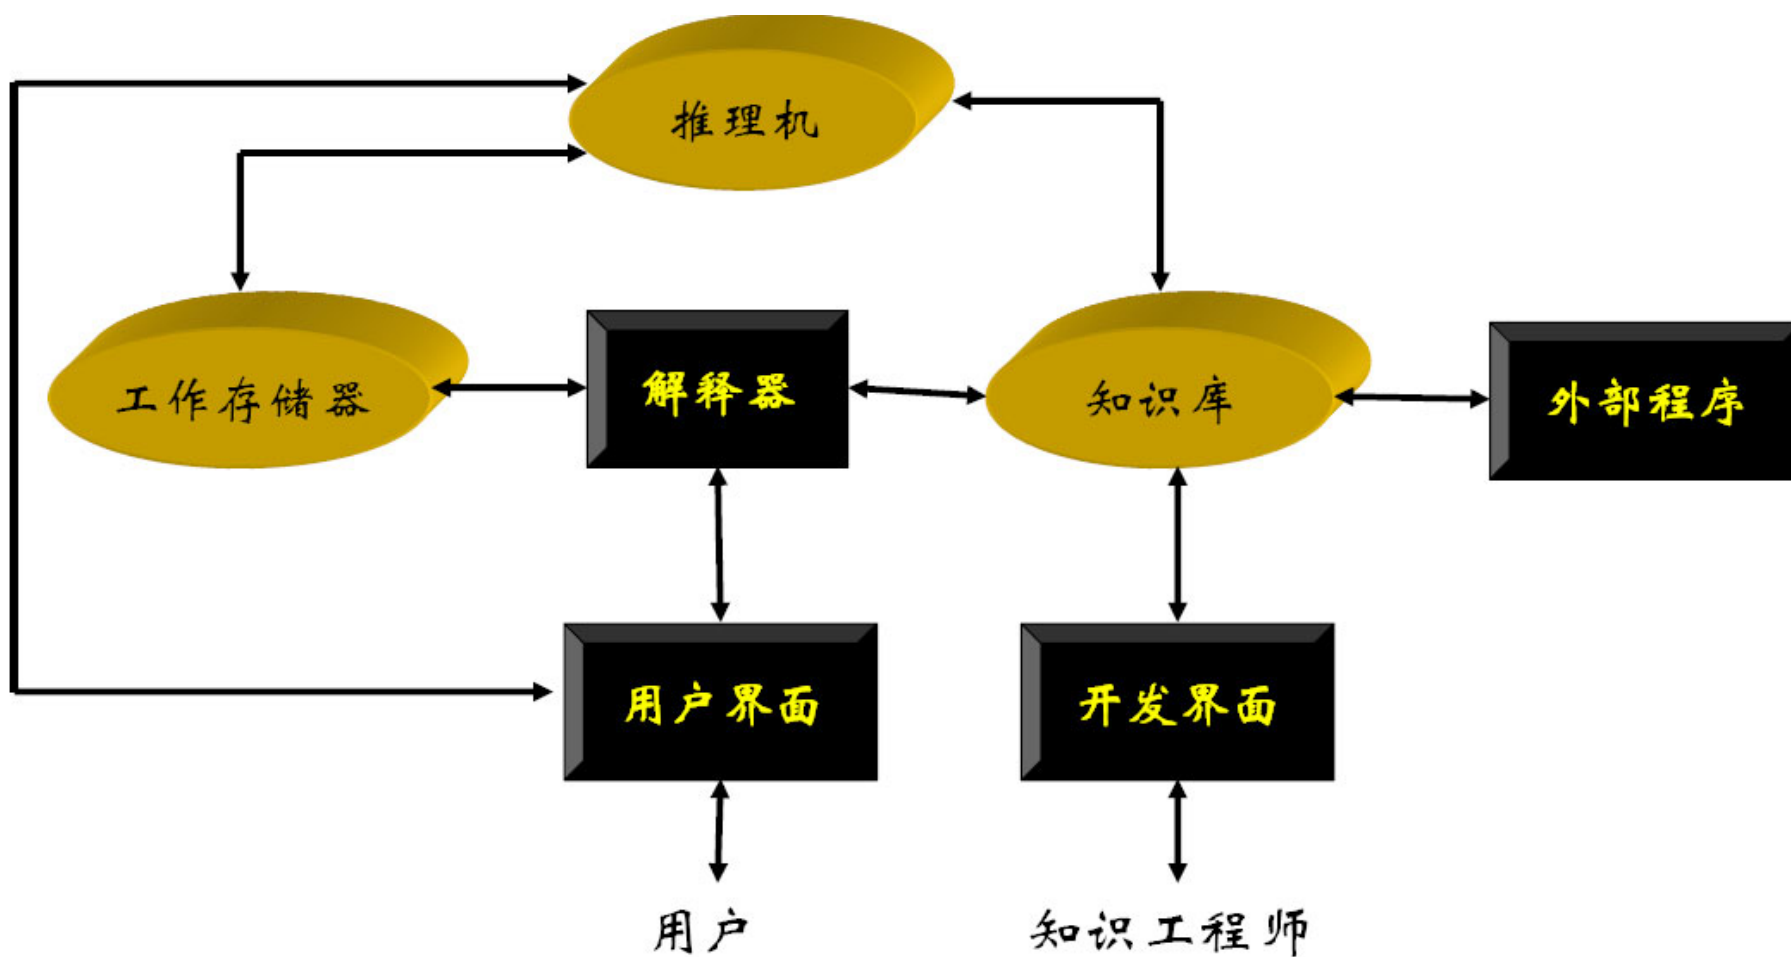 推理机
工作存储器
解释器
知识库
外部程序
用户界面
开发界面
用户
知识工程师